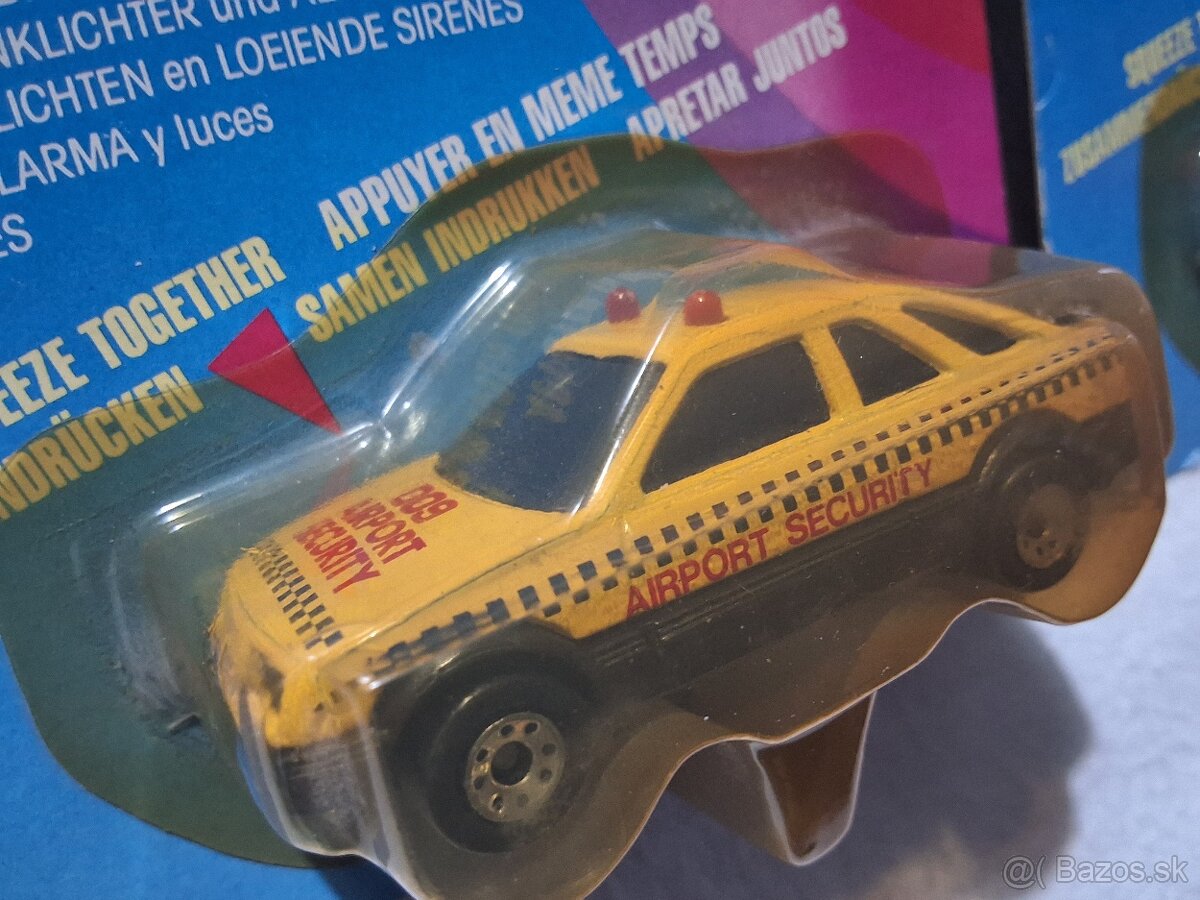 NKLICHTER und
LICHTEN en LOEIENDE SIRENES
LARMA y luces
ES
EEZE TOGETHER
APPUYER EN MEME TEMPS
NDRÜCKEN
SAMEN INDRUKKEN
APRETAR JUNTOS
SQUEEZE
009
AIRPORT
SECURITY
AIRPORT SECURITY
@( Bazos.sk